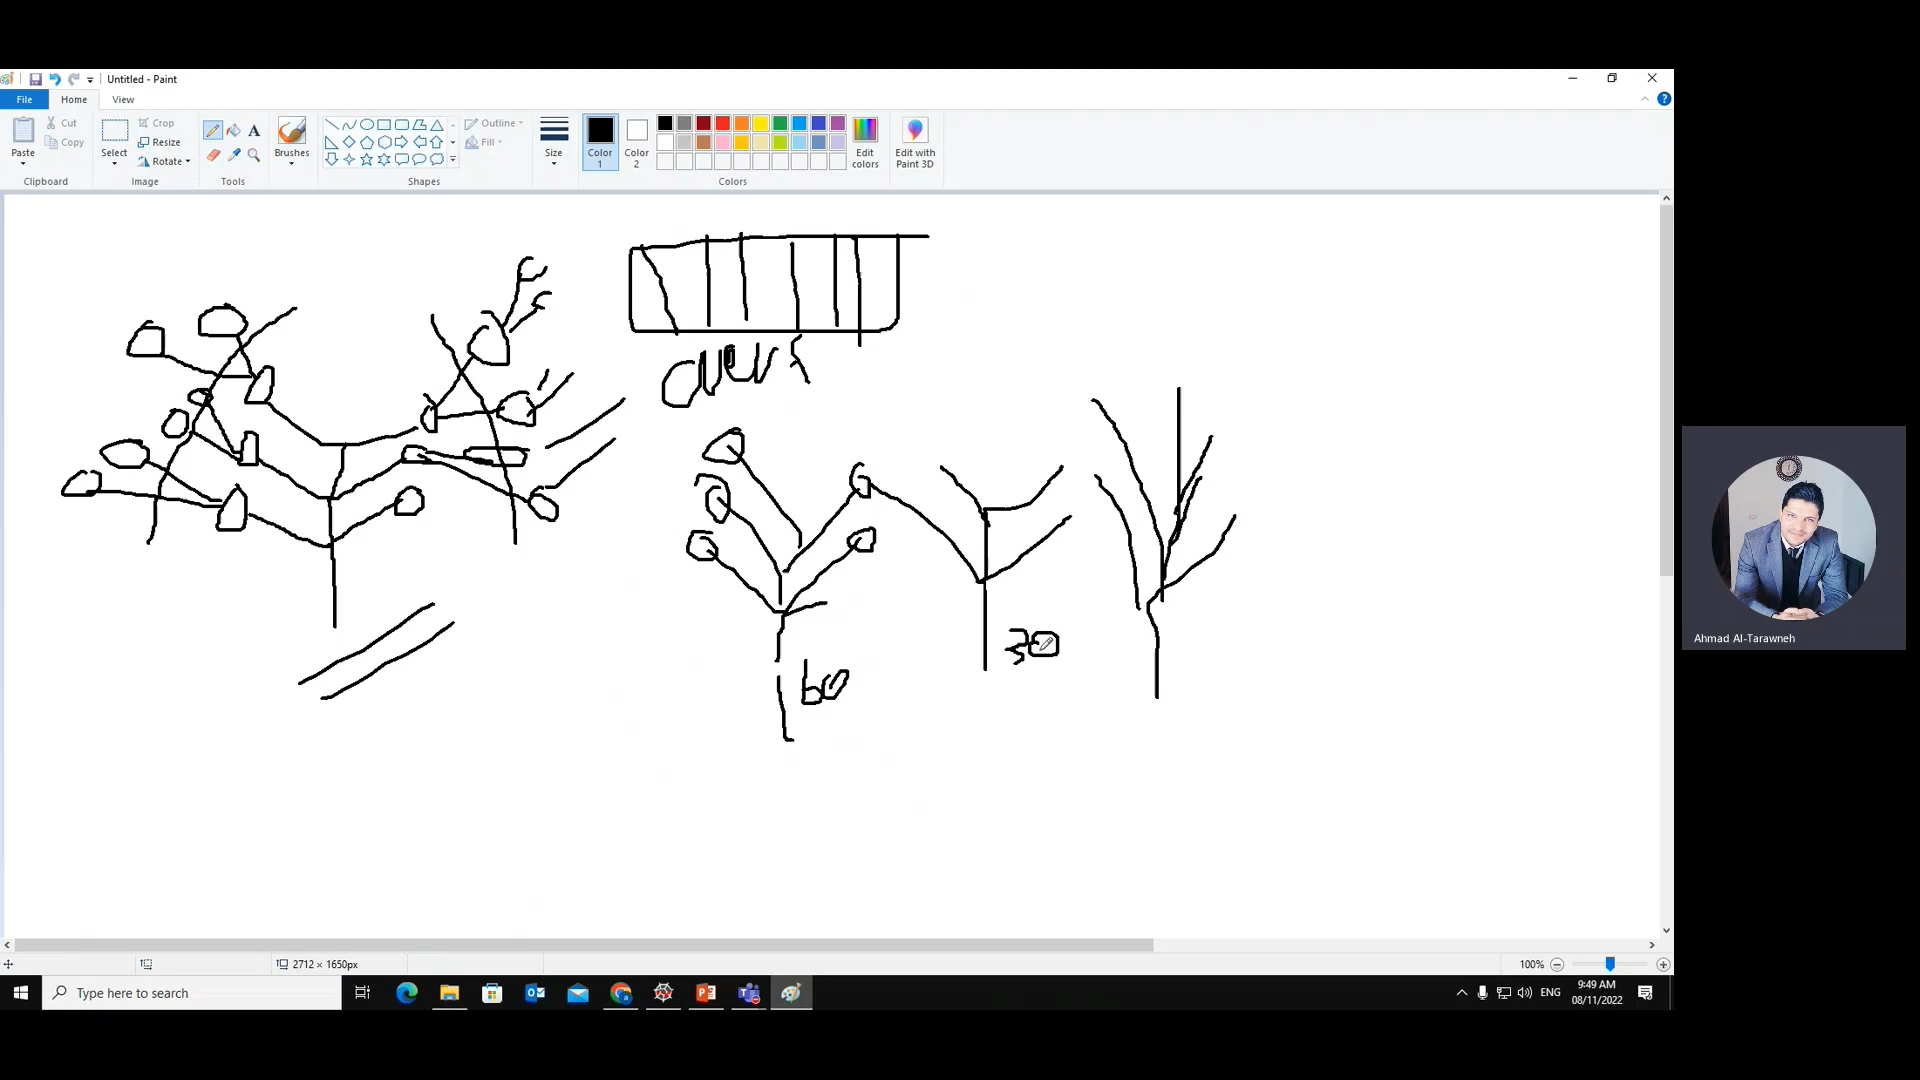 Untitled - Paint
File Home View
Paste
Cut
Copy
Clipboard
Select
Crop
Resize
Rotate
Image
A
Tools
Brushes
Outline
Fill
Shapes
Size
Color 1
Color 2
Edit colors
Colors
Edit with Paint 3D
60
30
Ahmad Al-Tarawneh
2712 × 1650px
100%
Type here to search
ENG
9:49 AM
08/11/2022